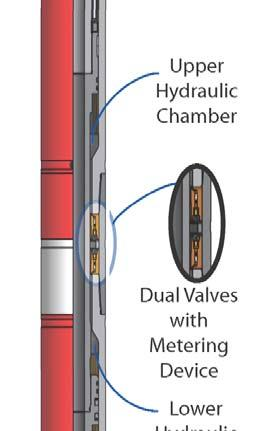 Upper
Hydraulic
Chamber
Dual Valves
with
Metering
Device
Lower